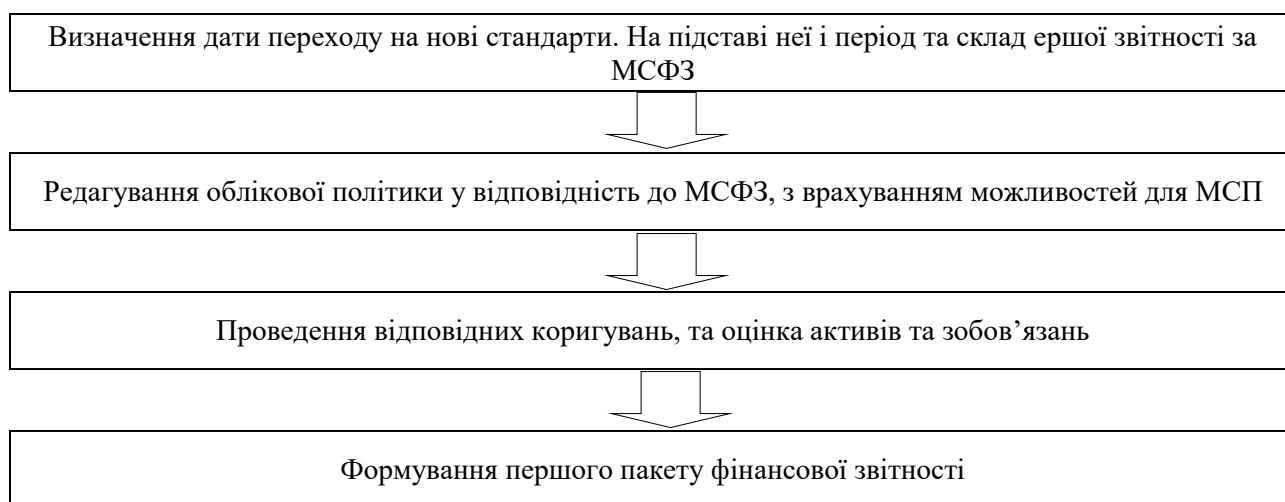 Визначення дати переходу на нові стандарти. На підставі неї і період та склад ершої звітності за
МСФЗ
Редагування облікової політики у відповідність до МСФЗ, з врахуванням можливостей для МСП
Проведення відповідних коригувань, та оцінка активів та зобов’язань
Формування першого пакету фінансової звітності